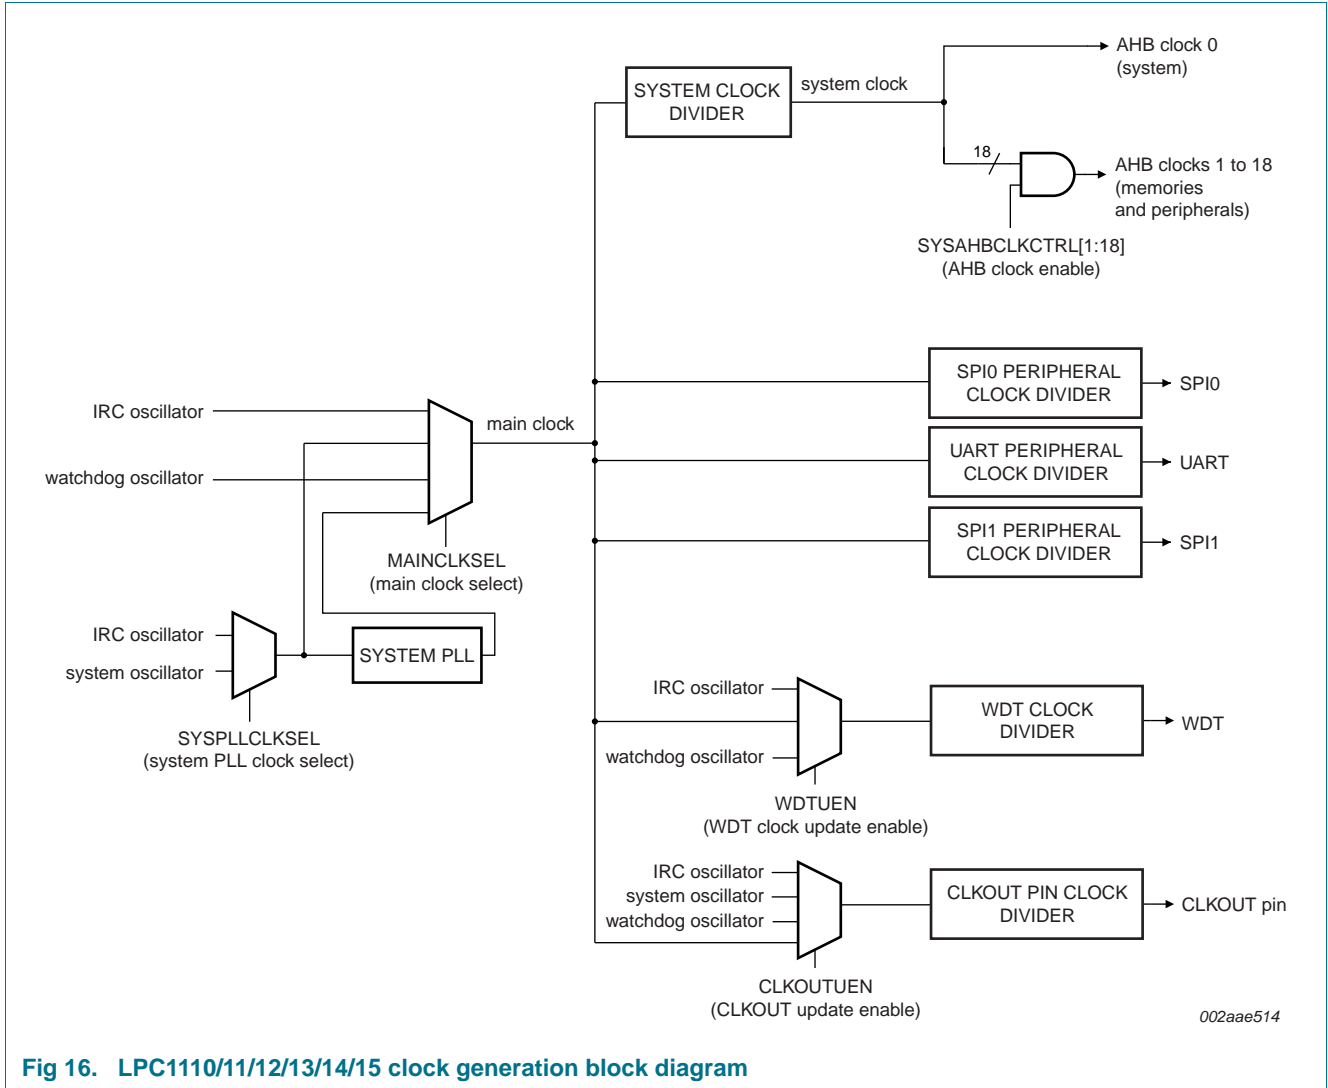 AHB clock 0
(system)
SYSTEM CLOCK
DIVIDER
system clock
18
AHB clocks 1 to 18
(memories
and peripherals)
SYSAHBCLKCTRL[1:18]
(AHB clock enable)
SPI0 PERIPHERAL
CLOCK DIVIDER
SPI0
IRC oscillator
main clock
UART PERIPHERAL
CLOCK DIVIDER
UART
watchdog oscillator
SPI1 PERIPHERAL
CLOCK DIVIDER
SPI1
MAINCLKSEL
(main clock select)
IRC oscillator
system oscillator
SYSTEM PLL
SYSPLLCLKSEL
(system PLL clock select)
IRC oscillator
watchdog oscillator
WDT CLOCK
DIVIDER
WDT
WDTUEN
(WDT clock update enable)
IRC oscillator
system oscillator
watchdog oscillator
CLKOUT PIN CLOCK
DIVIDER
CLKOUT pin
CLKOUTUEN
(CLKOUT update enable)
002aae514
Fig 16. LPC1110/11/12/13/14/15 clock generation block diagram